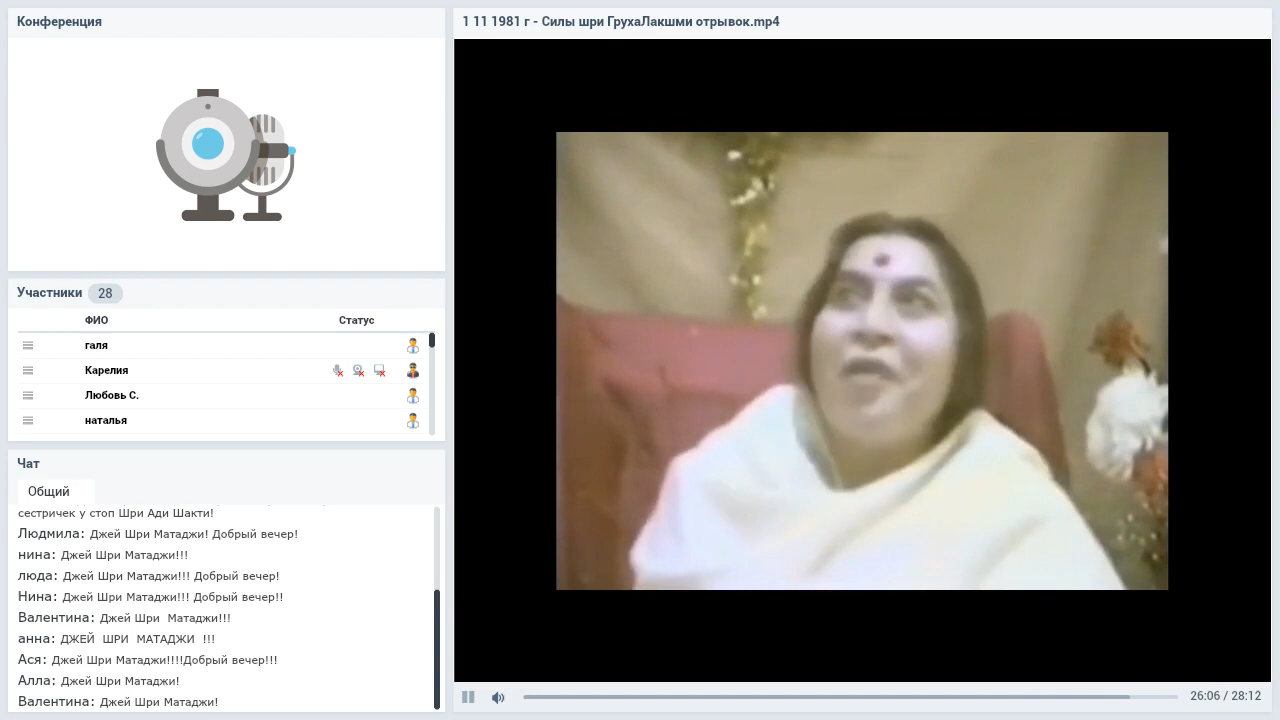 Конференция
1 11 1981 г - Силы шри ГрухаЛакшми отрывок.mp4
Участники 28
ФИО Статус
галя
Карелия
Любовь С.
наталья
Чат
Общий
сестричек у стоп Шри Ади Шакти!
Людмила: Джей Шри Матаджи! Добрый вечер!
нина: Джей Шри Матаджи!!!
люда: Джей Шри Матаджи!!! Добрый вечер!
Нина: Джей Шри Матаджи!!! Добрый вечер!!
Валентина: Джей Шри  Матаджи!!!
анна: ДЖЕЙ  ШРИ  МАТАДЖИ  !!!
Ася: Джей Шри Матаджи!!!!Добрый вечер!!!
Алла: Джей Шри Матаджи!
Валентина: Джей Шри Матаджи!
26:06 / 28:12